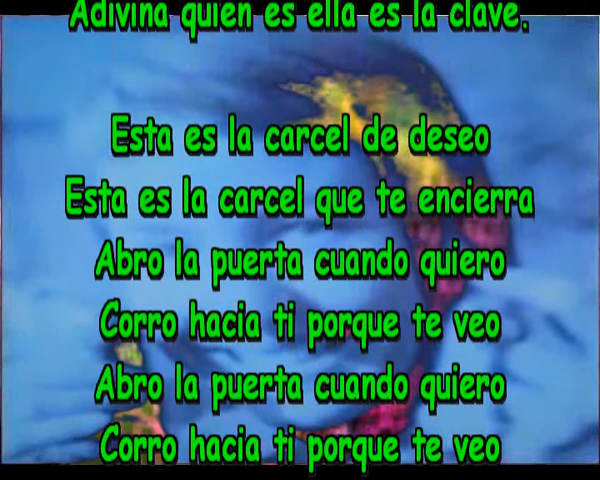 Adivina quien es ella es la clave.
Esta es la carcel de deseo
Esta es la carcel que te encierra
Abro la puerta cuando quiero
Corro hacia ti porque te veo
Abro la puerta cuando quiero
Corro hacia ti porque te veo